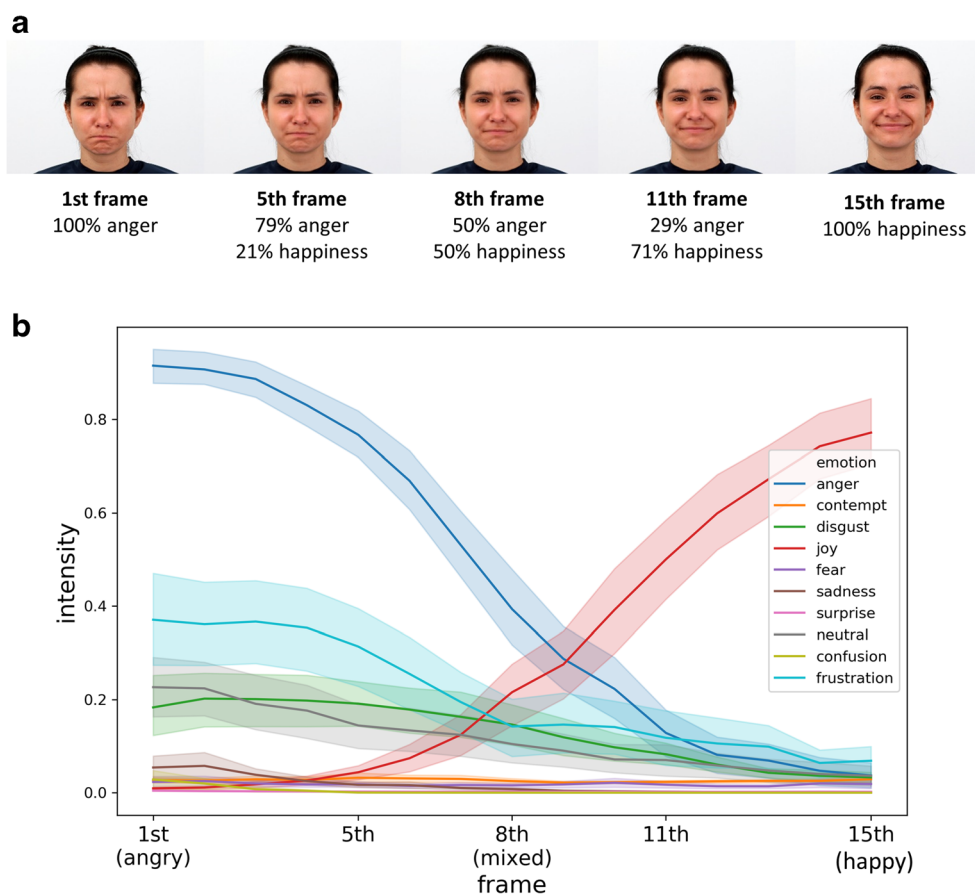 a
1st frame
100% anger
5th frame
79% anger
21% happiness
8th frame
50% anger
50% happiness
11th frame
29% anger
71% happiness
15th frame
100% happiness
b
intensity
0.8
0.6
0.4
0.2
0.0
emotion
anger
contempt
disgust
joy
fear
sadness
surprise
neutral
confusion
frustration
1st
(angry)
5th
8th
(mixed)
11th
15th
(happy)
frame